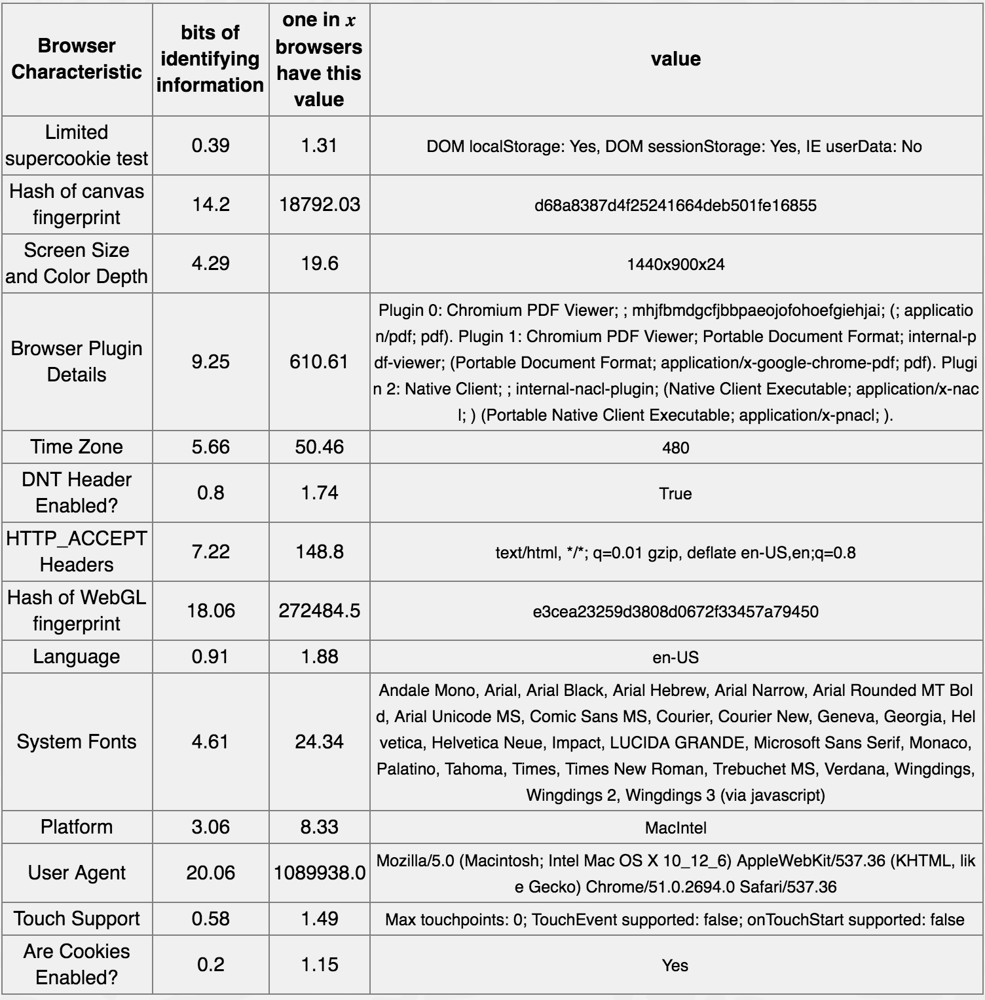 Browser Characteristic
bits of identifying information
one in x browsers have this value
value
Limited supercookie test
0.39
1.31
DOM localStorage: Yes, DOM sessionStorage: Yes, IE userData: No
Hash of canvas fingerprint
14.2
18792.03
d68a8387d4f25241664deb501fe16855
Screen Size and Color Depth
4.29
19.6
1440x900x24
Browser Plugin Details
9.25
610.61
Plugin 0: Chromium PDF Viewer; ; mhjfbmdgcfjbbpaeojofohoefgiehjai; (; applicatio
n/pdf; pdf). Plugin 1: Chromium PDF Viewer; Portable Document Format; internal-p
df-viewer; (Portable Document Format; application/x-google-chrome-pdf; pdf). Plugi
n 2: Native Client; ; internal-nacl-plugin; (Native Client Executable; application/x-nac
l; ) (Portable Native Client Executable; application/x-pnacl; ).
Time Zone
5.66
50.46
480
DNT Header Enabled?
0.8
1.74
True
HTTP_ACCEPT Headers
7.22
148.8
text/html, */*; q=0.01 gzip, deflate en-US,en;q=0.8
Hash of WebGL fingerprint
18.06
272484.5
e3cea23259d3808d0672f33457a79450
Language
0.91
1.88
en-US
System Fonts
4.61
24.34
Andale Mono, Arial, Arial Black, Arial Hebrew, Arial Narrow, Arial Rounded MT Bol
d, Arial Unicode MS, Comic Sans MS, Courier, Courier New, Geneva, Georgia, Hel
vetica, Helvetica Neue, Impact, LUCIDA GRANDE, Microsoft Sans Serif, Monaco,
Palatino, Tahoma, Times, Times New Roman, Trebuchet MS, Verdana, Wingdings,
Wingdings 2, Wingdings 3 (via javascript)
Platform
3.06
8.33
MacIntel
User Agent
20.06
1089938.0
Mozilla/5.0 (Macintosh; Intel Mac OS X 10_12_6) AppleWebKit/537.36 (KHTML, lik
e Gecko) Chrome/51.0.2694.0 Safari/537.36
Touch Support
0.58
1.49
Max touchpoints: 0; TouchEvent supported: false; onTouchStart supported: false
Are Cookies Enabled?
0.2
1.15
Yes